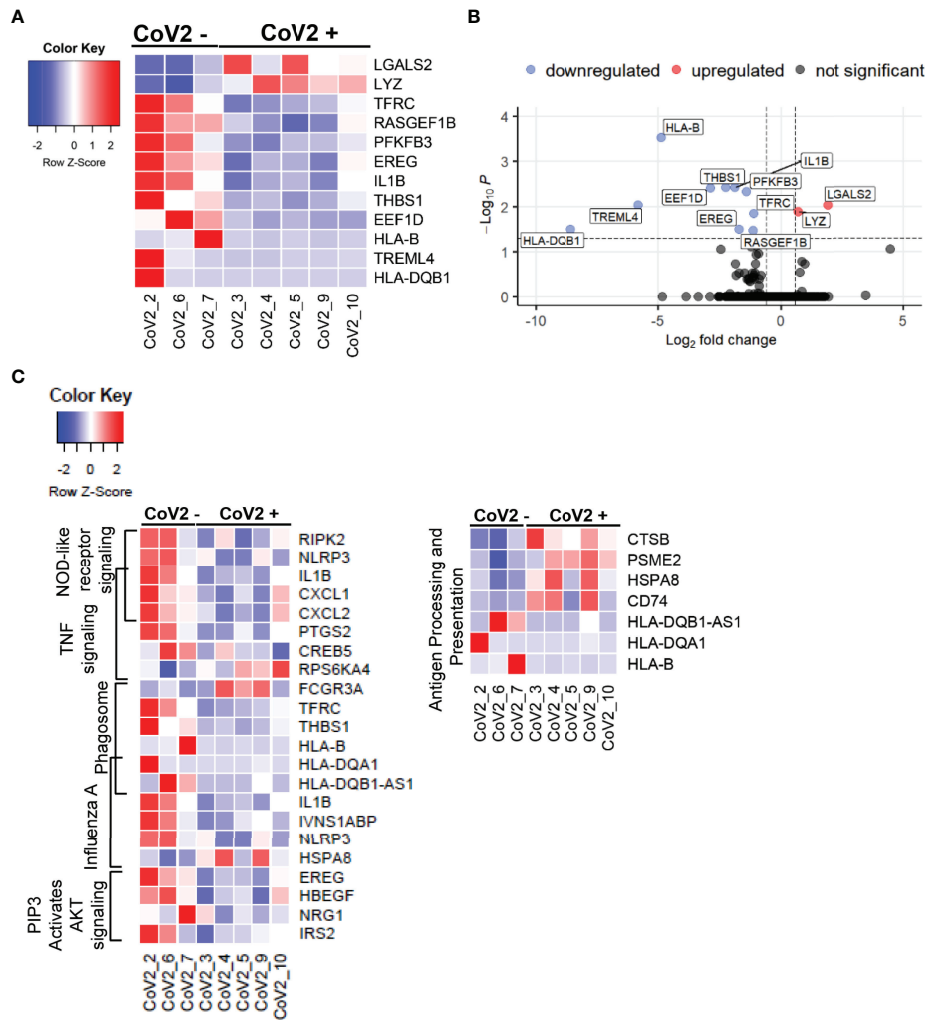 A
CoV2 -
CoV2 +
Color Key
-2 0 1 2
Row Z-Score
LGALS2
LYZ
TFRC
RASGEF1B
PFKFB3
EREG
IL1B
THBS1
EEF1D
HLA-B
TREML4
HLA-DQB1
CoV2_2
CoV2_6
CoV2_7
CoV2_3
CoV2_4
CoV2_5
CoV2_9
CoV2_10
B
downregulated upregulated not significant
-Log10 P
4
3
2
1
0
HLA-B
IL1B
THBS1
PFKFB3
EEF1D
TFRC
LGALS2
TREML4
EREG
LYZ
HLA-DQB1
RASGEF1B
-10 -5 0 5
Log2 fold change
C
Color Key
-2 0 2
Row Z-Score
CoV2 -
CoV2 +
NOD-like
receptor
signaling
TNF
signaling
Phagosome
Influenza A
PIP3
Activates
AKT
signaling
RIPK2
NLRP3
IL1B
CXCL1
CXCL2
PTGS2
CREB5
RPS6KA4
FCGR3A
TFRC
THBS1
HLA-B
HLA-DQA1
HLA-DQB1-AS1
IL1B
IVNS1ABP
NLRP3
HSPA8
EREG
HBEGF
NRG1
IRS2
CoV2_2
CoV2_6
CoV2_7
CoV2_3
CoV2_4
CoV2_5
CoV2_9
CoV2_10
CoV2 -
CoV2 +
Antigen Processing and
Presentation
CTSB
PSME2
HSPA8
CD74
HLA-DQB1-AS1
HLA-DQA1
HLA-B
CoV2_2
CoV2_6
CoV2_7
CoV2_3
CoV2_4
CoV2_5
CoV2_9
CoV2_10